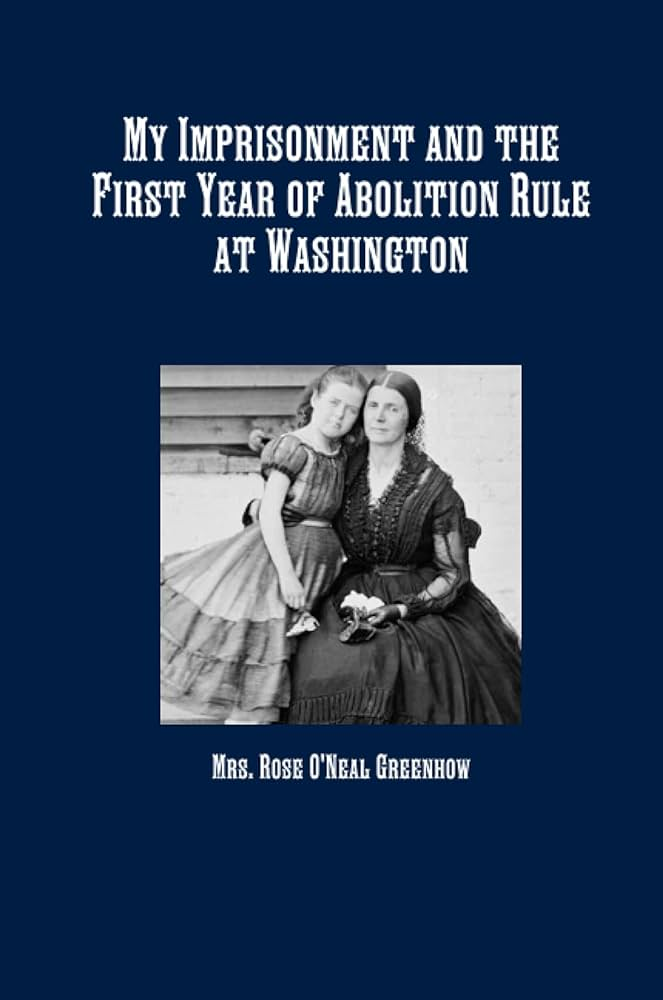 My Imprisonment and the
First Year of Abolition Rule
at Washington
Mrs. Rose O'Neal Greenhow